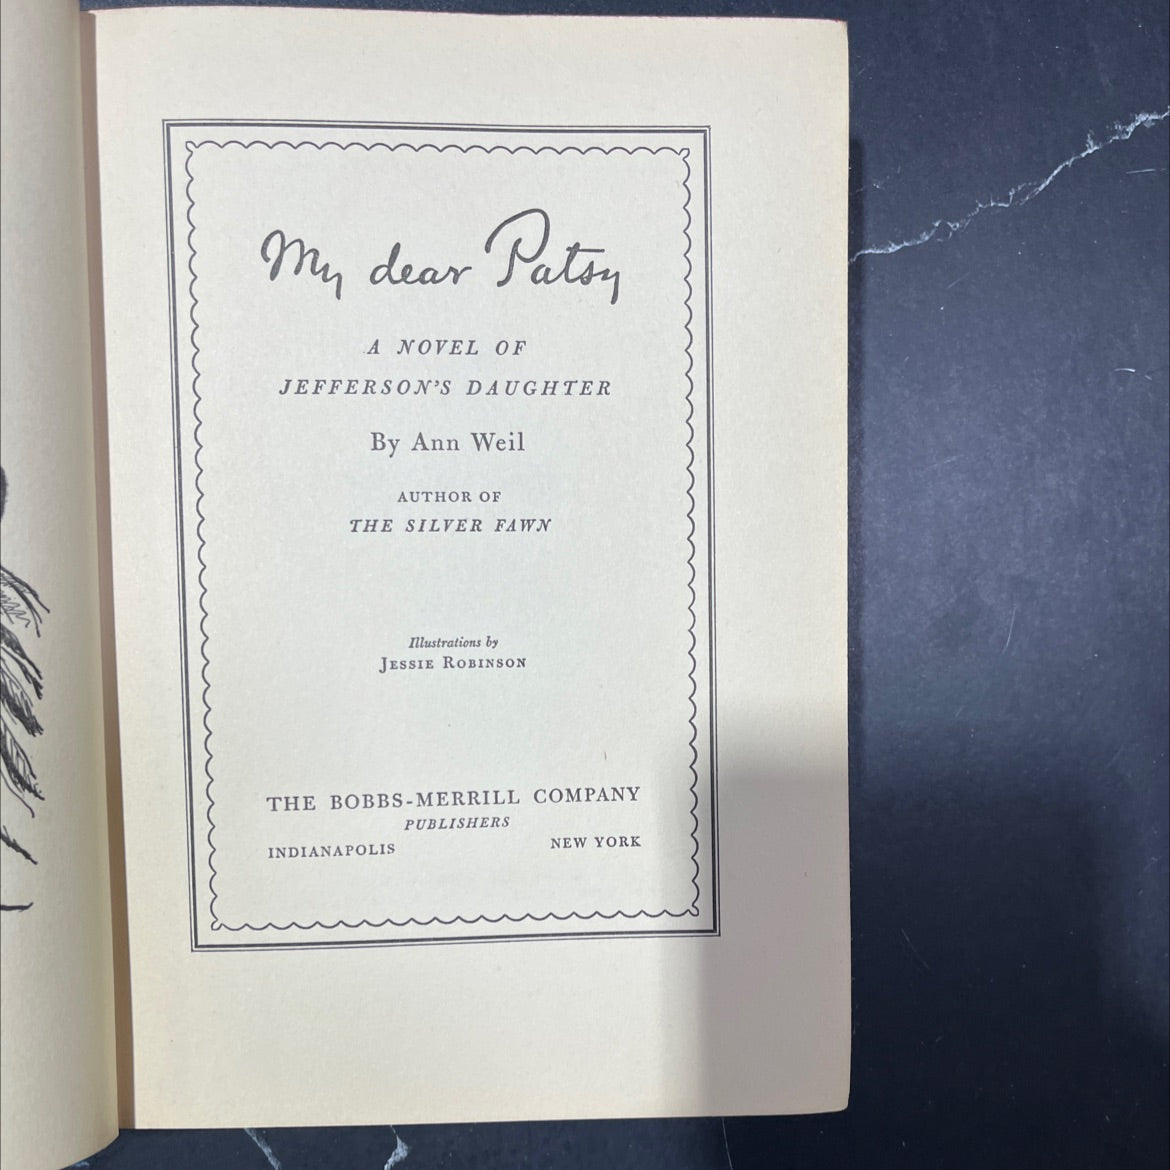 My dear Patsy
A NOVEL OF
JEFFERSON'S DAUGHTER
By Ann Weil
AUTHOR OF
THE SILVER FAWN
Illustrations by
JESSIE ROBINSON
THE BOBBS-MERRILL COMPANY
PUBLISHERS
INDIANAPOLIS NEW YORK